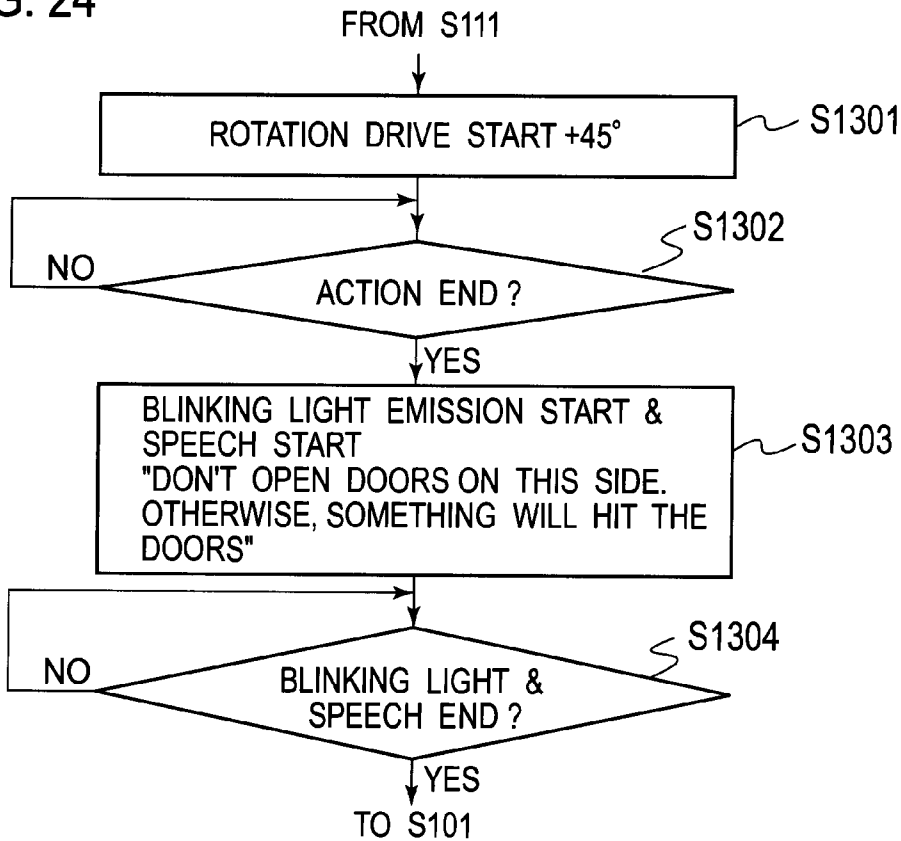 G. 24
FROM S111
ROTATION DRIVE START +45°
S1301
S1302
NO
ACTION END ?
YES
BLINKING LIGHT EMISSION START &
SPEECH START
"DON'T OPEN DOORS ON THIS SIDE.
OTHERWISE, SOMETHING WILL HIT THE
DOORS"
S1303
S1304
NO
BLINKING LIGHT &
SPEECH END ?
YES
TO S101